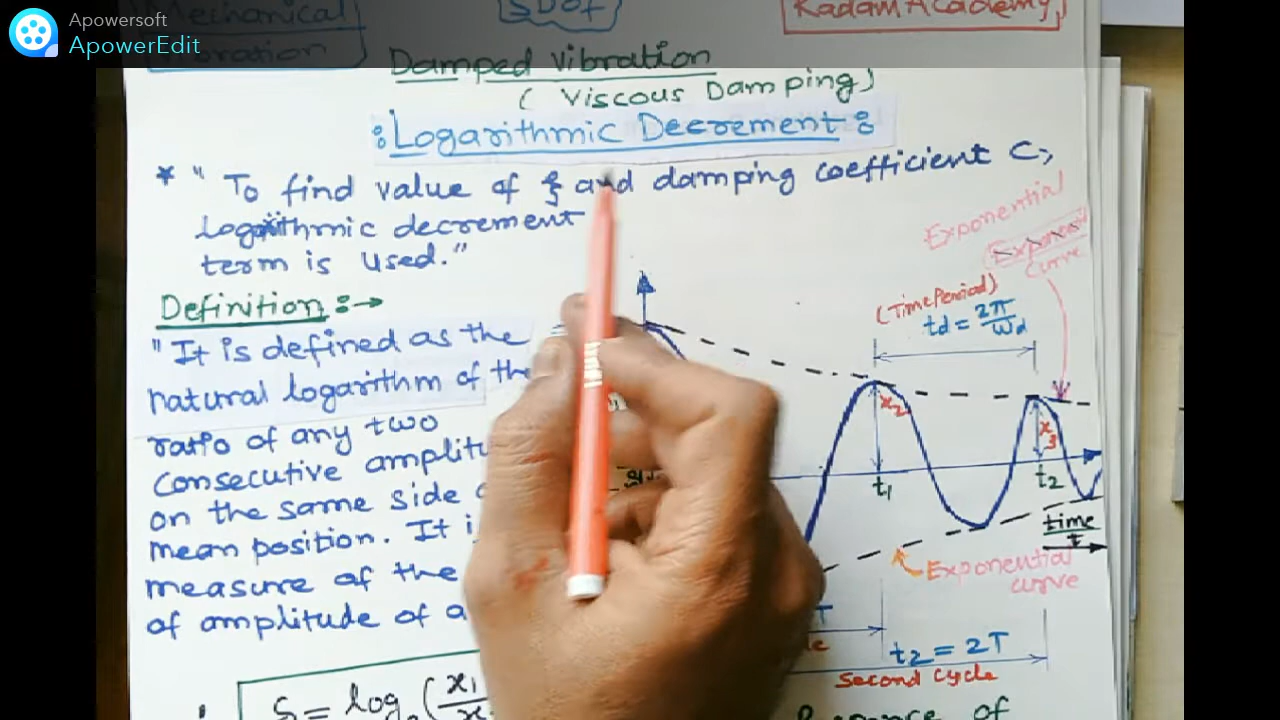 Apowersoft
ApowerEdit
Mechanical
Vibration
SDOF
Kadam Academy,
Damped Vibration
( Viscous Damping)
:Logarithmic Decrement:
* " To find value of ξ and damping coefficient C,
Logarithmic decrement
term is used."
Definition :→
"It is defined as the
natural logarithm of the
ratio of any two
consecutive
on the same side
mean position. It
measure of the
of amplitude of
Exponential
curve
(Time Period)
td = 2π/ωd
x2
x3
t1
t2
time
t
Exponential
curve
t2 = 2T
Second Cycle
δ = loge (x1
of